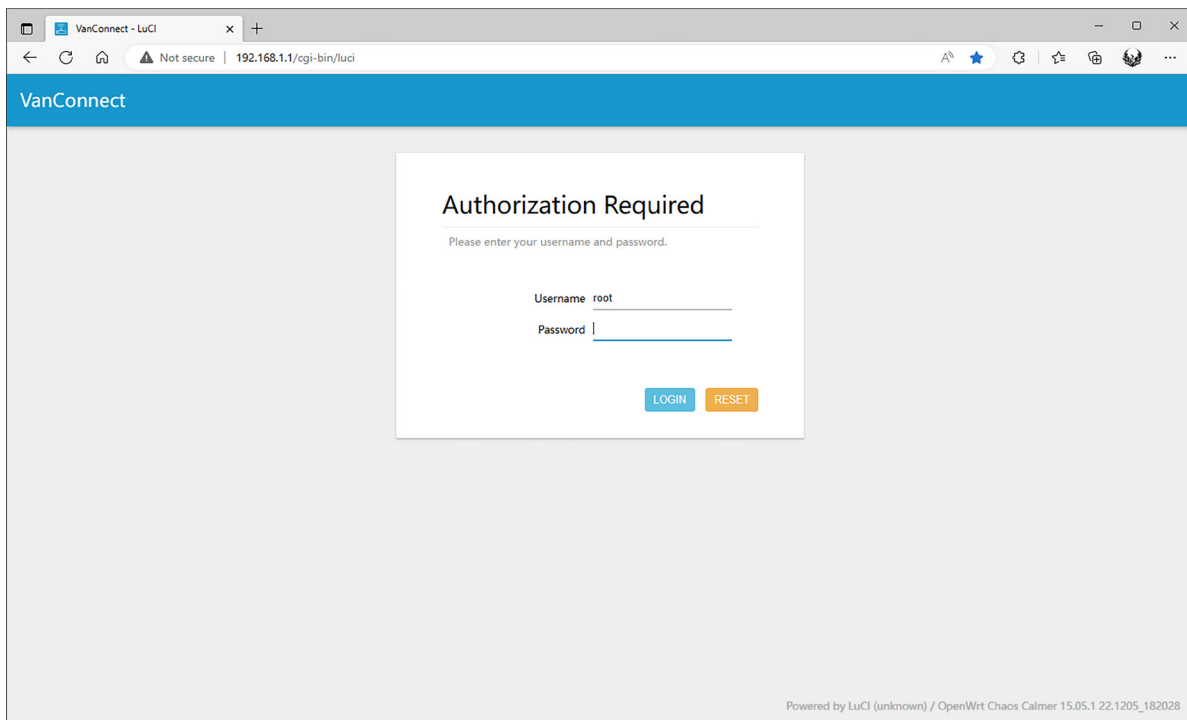 VanConnect - LuCI
Not secure | 192.168.1.1/cgi-bin/luci
VanConnect
Authorization Required
Please enter your username and password.
Username root
Password
LOGIN RESET
Powered by LuCI (unknown) / OpenWrt Chaos Calmer 15.05.1 22.1205_182028